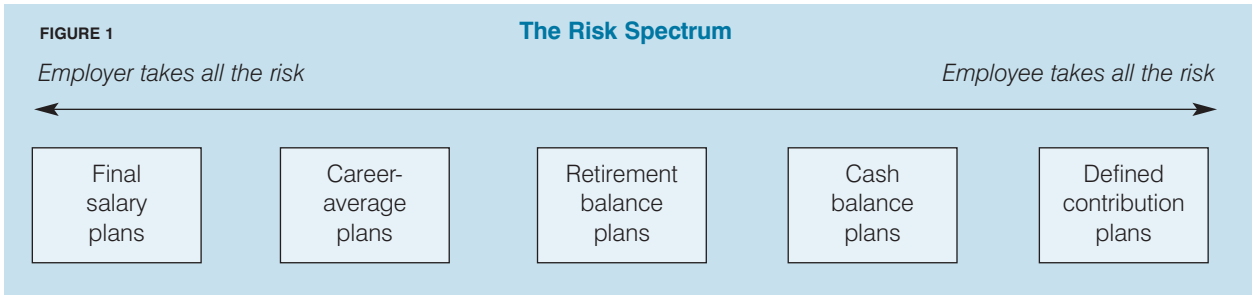 FIGURE 1
The Risk Spectrum
Employer takes all the risk
Employee takes all the risk
Final
salary
plans
Career-
average
plans
Retirement
balance
plans
Cash
balance
plans
Defined
contribution
plans